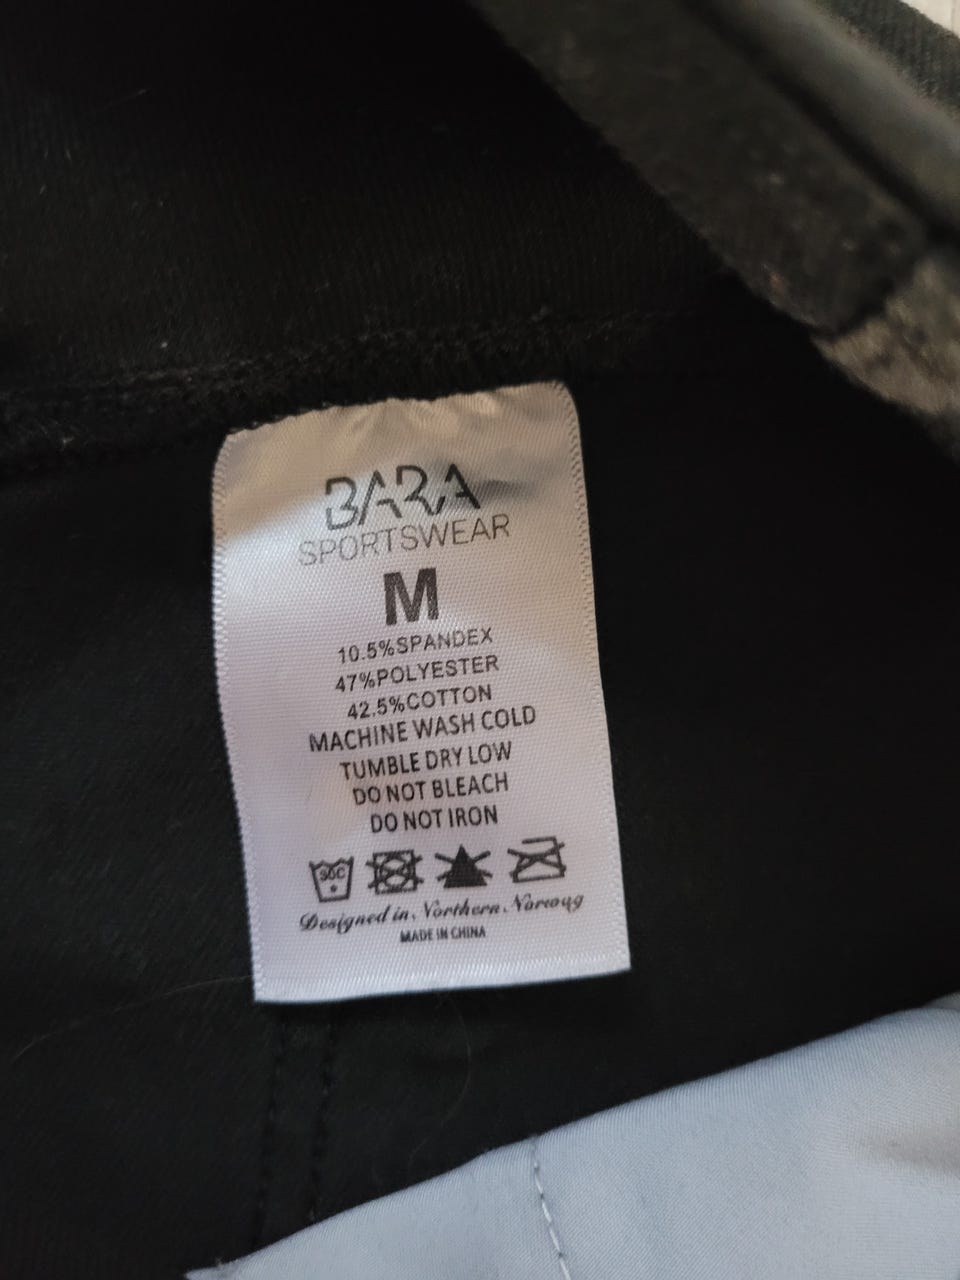 BARA
SPORTSWEAR
M
10.5%SPANDEX
47%POLYESTER
42.5%COTTON
MACHINE WASH COLD
TUMBLE DRY LOW
DO NOT BLEACH
DO NOT IRON
30C
Designed in Northern Norway
MADE IN CHINA